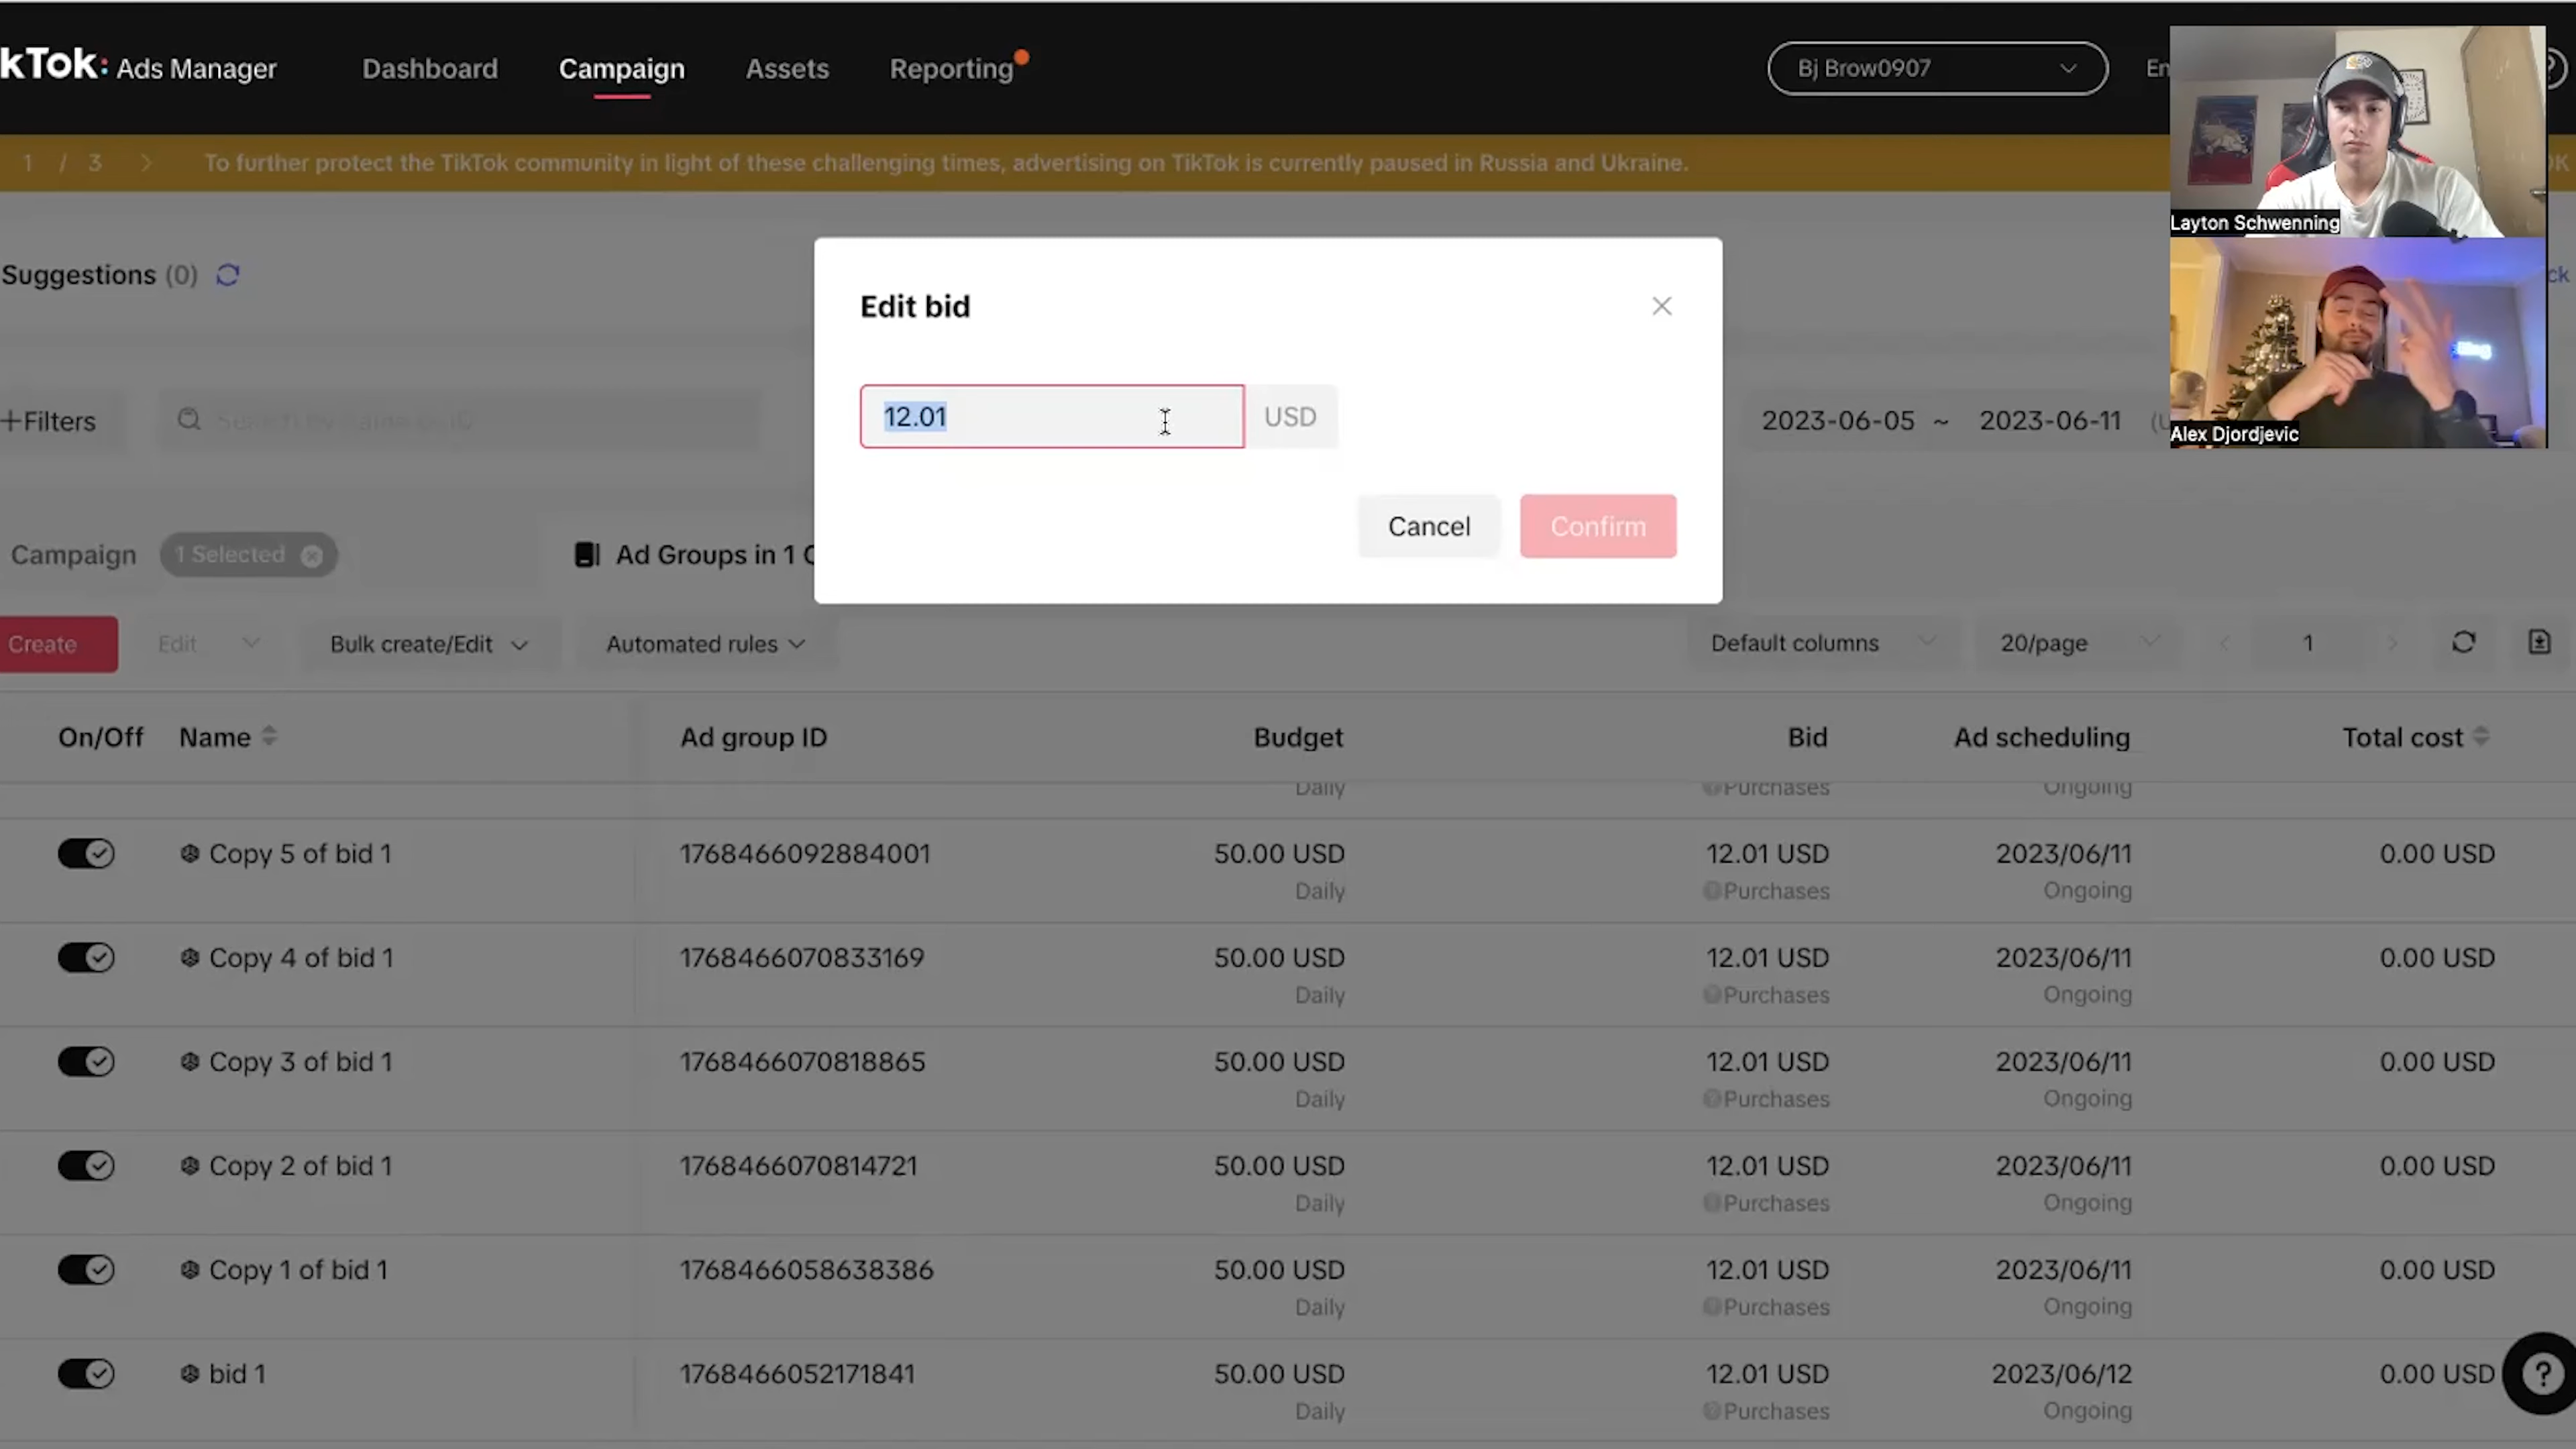 kTok: Ads Manager Dashboard Campaign Assets Reporting Bj Brow0907 En
1 / 3 To further protect the TikTok community in light of these challenging times, advertising on TikTok is currently paused in Russia and Ukraine. OK
Layton Schwenning
Suggestions (0) ck
Edit bid
12.01 USD
+Filters Search by name or ID 2023-06-05 ~ 2023-06-11 (U
Alex Djordjevic
Cancel Confirm
Campaign 1 Selected Ad Groups in 1 C
Create Edit Bulk create/Edit Automated rules Default columns 20/page 1
On/Off Name Ad group ID Budget Bid Ad scheduling Total cost
Daily Purchases Ongoing
Copy 5 of bid 1 1768466092884001 50.00 USD 12.01 USD 2023/06/11 0.00 USD
Daily Purchases Ongoing
Copy 4 of bid 1 1768466070833169 50.00 USD 12.01 USD 2023/06/11 0.00 USD
Daily Purchases Ongoing
Copy 3 of bid 1 1768466070818865 50.00 USD 12.01 USD 2023/06/11 0.00 USD
Daily Purchases Ongoing
Copy 2 of bid 1 1768466070814721 50.00 USD 12.01 USD 2023/06/11 0.00 USD
Daily Purchases Ongoing
Copy 1 of bid 1 1768466058638386 50.00 USD 12.01 USD 2023/06/11 0.00 USD
Daily Purchases Ongoing
bid 1 1768466052171841 50.00 USD 12.01 USD 2023/06/12 0.00 USD
Daily Purchases Ongoing